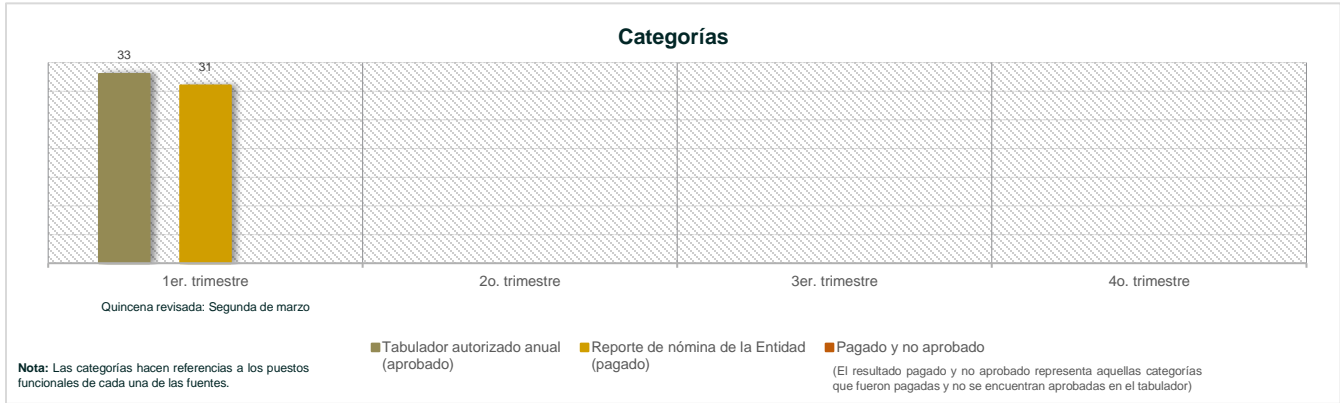 Categorías
33
31
1er. trimestre
2o. trimestre
3er. trimestre
4o. trimestre
Quincena revisada: Segunda de marzo
Tabulador autorizado anual
(aprobado)
Reporte de nómina de la Entidad
(pagado)
Pagado y no aprobado
(El resultado pagado y no aprobado representa aquellas categorías
que fueron pagadas y no se encuentran aprobadas en el tabulador)
Nota: Las categorías hacen referencias a los puestos
funcionales de cada una de las fuentes.